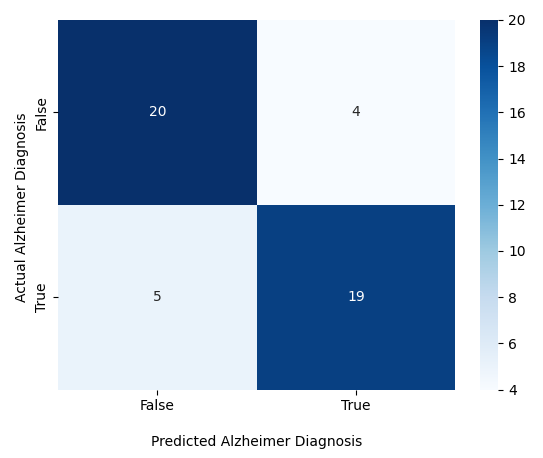 Actual Alzheimer Diagnosis
False
True
20
4
5
19
False
True
Predicted Alzheimer Diagnosis
20
18
16
14
12
10
8
6
4